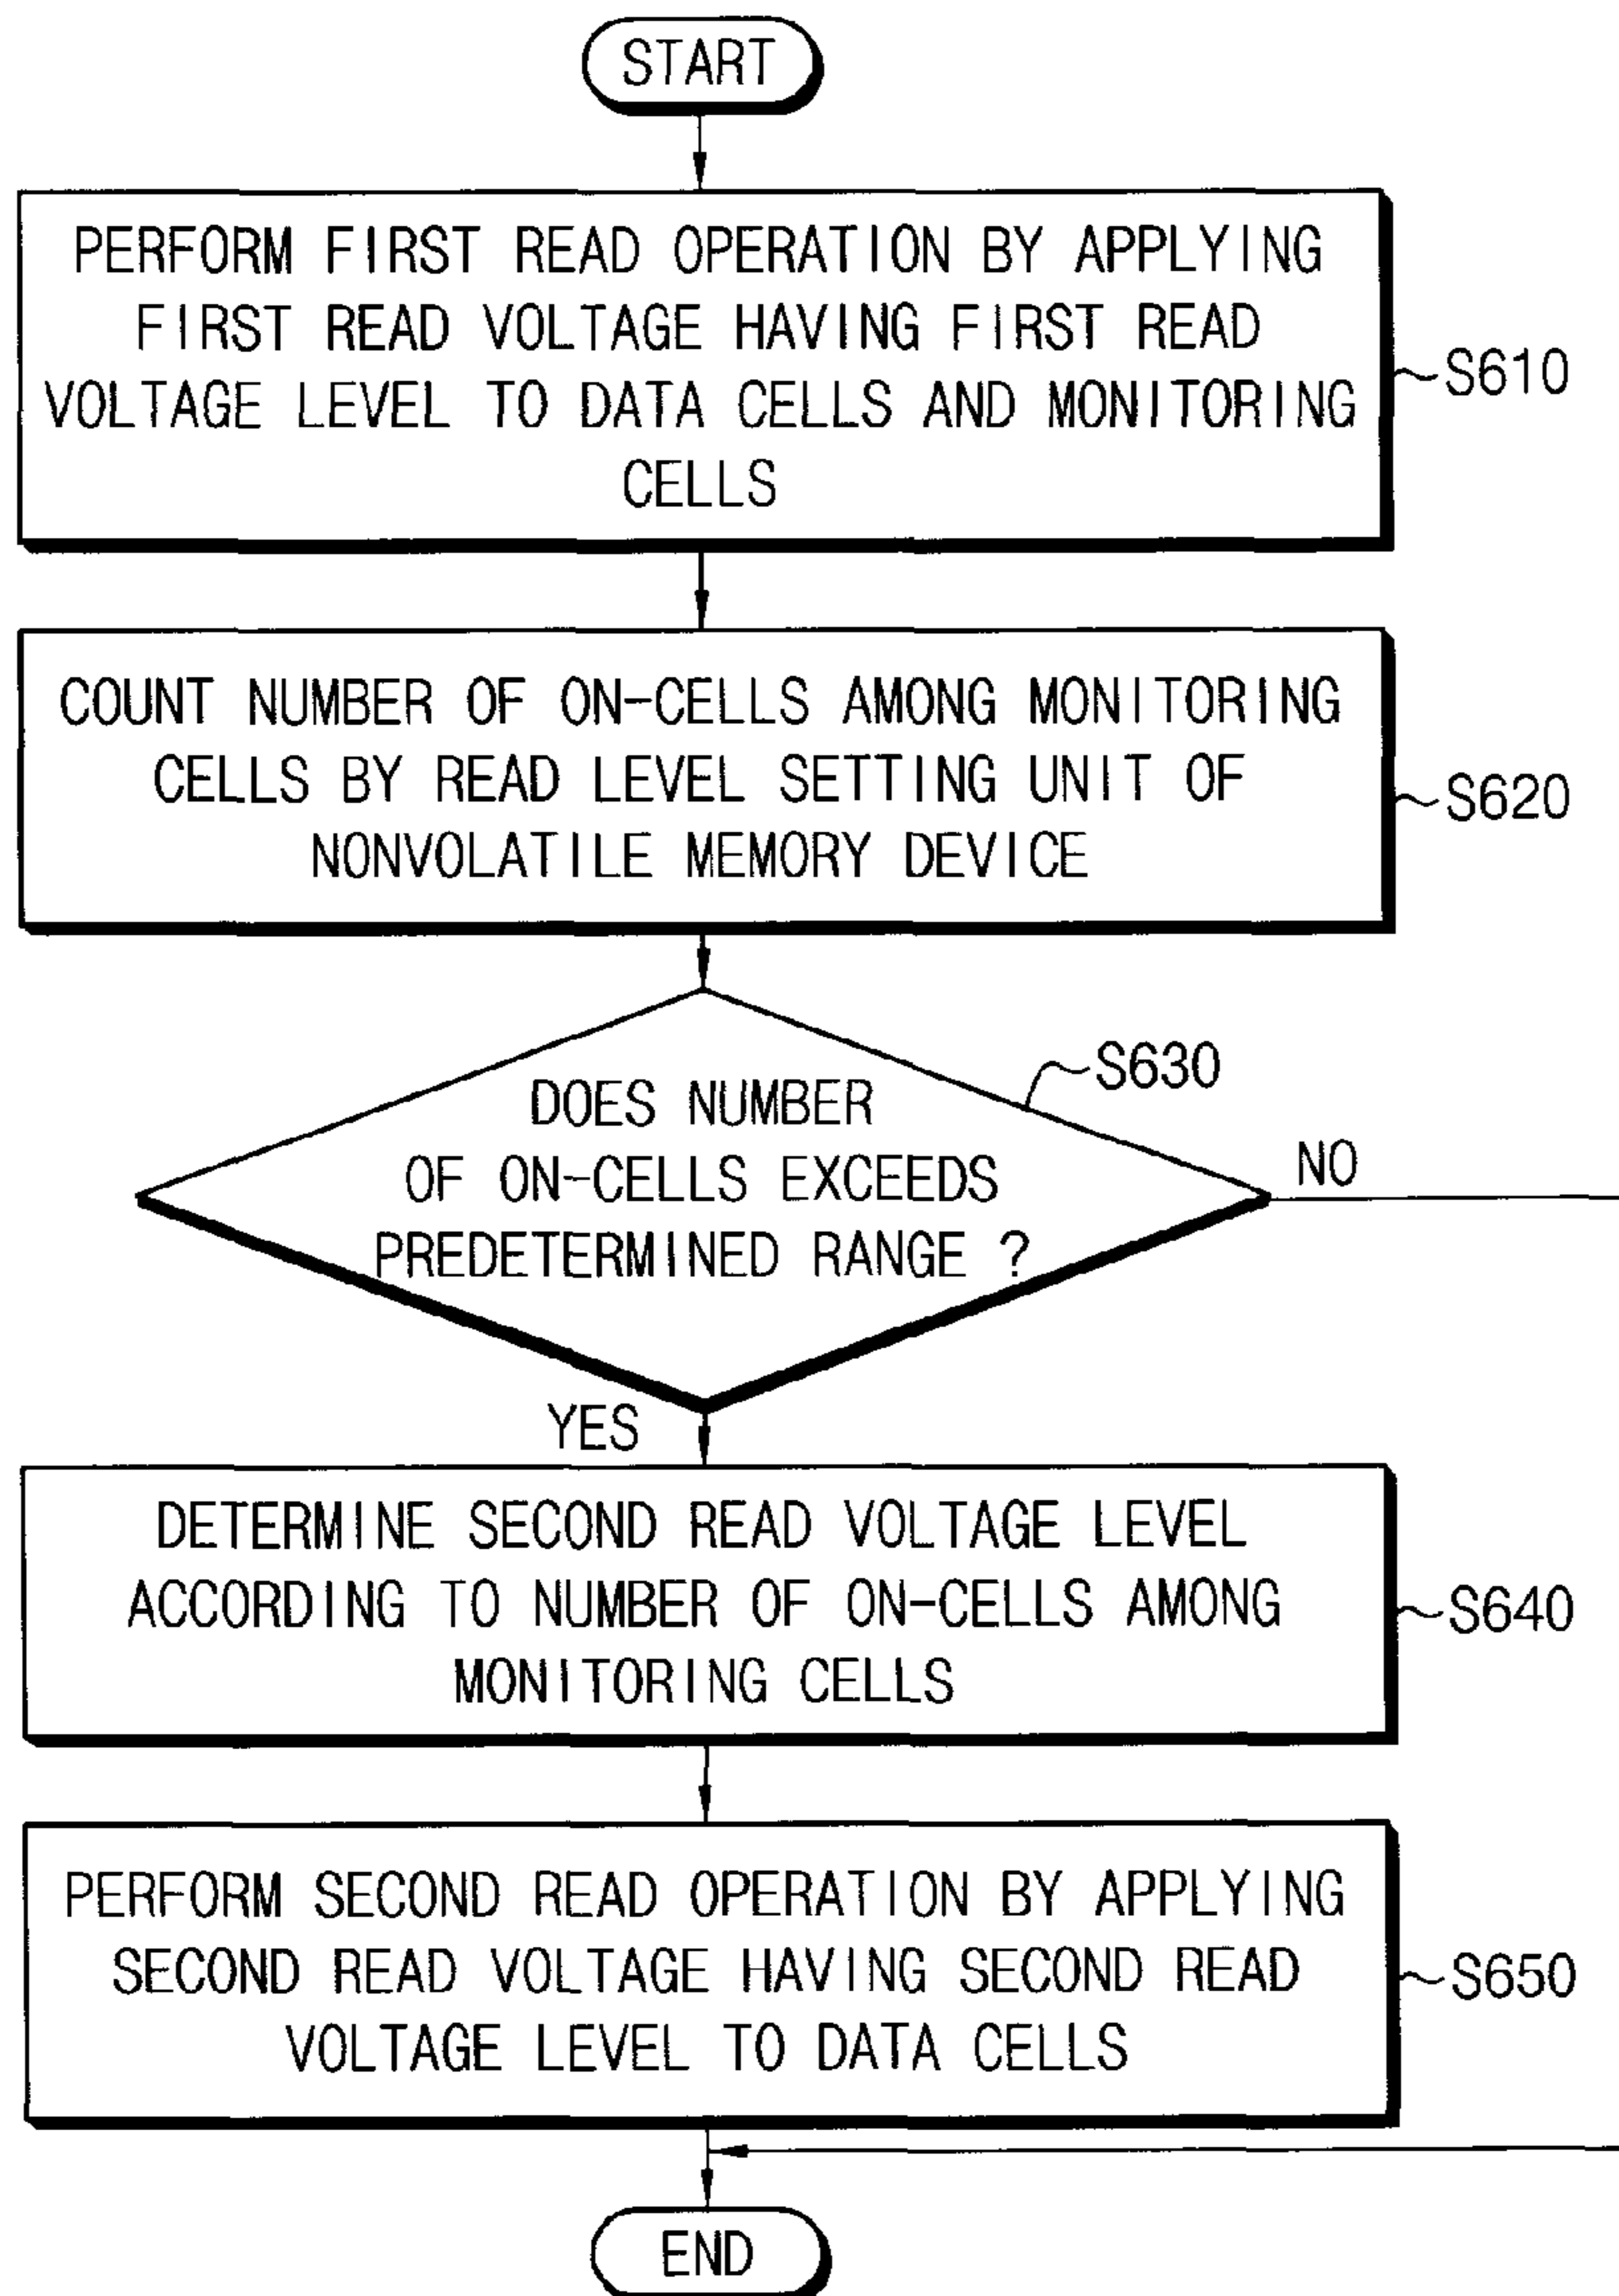 START
PERFORM FIRST READ OPERATION BY APPLYING
FIRST READ VOLTAGE HAVING FIRST READ
VOLTAGE LEVEL TO DATA CELLS AND MONITORING
CELLS
S610
COUNT NUMBER OF ON-CELLS AMONG MONITORING
CELLS BY READ LEVEL SETTING UNIT OF
NONVOLATILE MEMORY DEVICE
S620
S630
DOES NUMBER
OF ON-CELLS EXCEEDS
PREDETERMINED RANGE ?
NO
YES
DETERMINE SECOND READ VOLTAGE LEVEL
ACCORDING TO NUMBER OF ON-CELLS AMONG
MONITORING CELLS
S640
PERFORM SECOND READ OPERATION BY APPLYING
SECOND READ VOLTAGE HAVING SECOND READ
VOLTAGE LEVEL TO DATA CELLS
S650
END